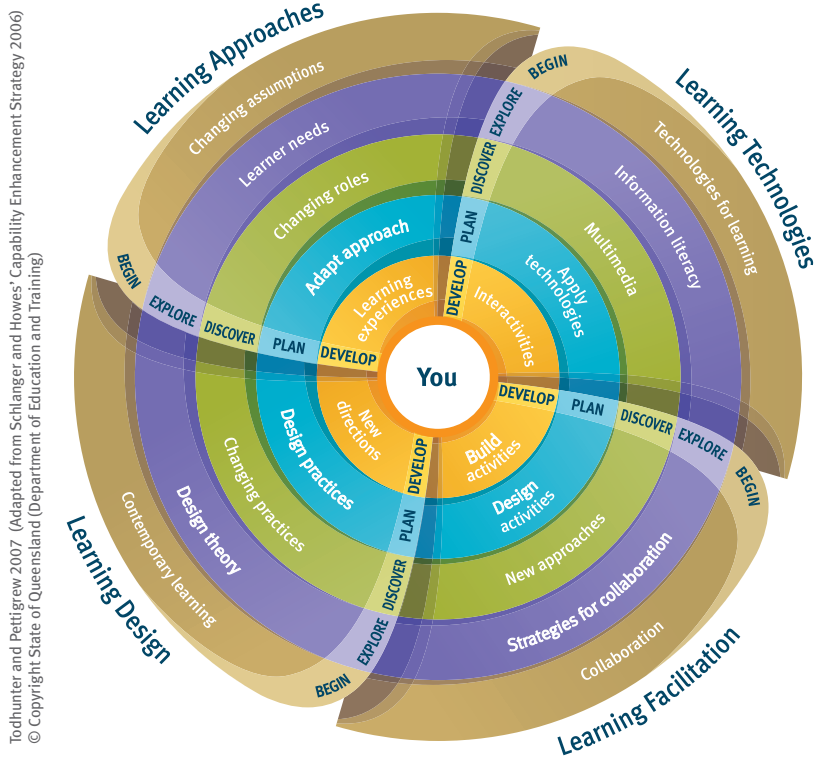 Todhunter and Pettigrew 2007 (Adapted from Schlanger and Howes' Capability Enhancement Strategy 2006)
© Copyright State of Queensland (Department of Education and Training)
Learning Approaches
BEGIN
Changing assumptions
EXPLORE
Learner needs
DISCOVER
Changing roles
PLAN
Adapt approach
DEVELOP
Learning
experiences
Learning Technologies
BEGIN
Technologies for learning
EXPLORE
Information literacy
DISCOVER
Multimedia
PLAN
Apply
technologies
DEVELOP
Interactivities
You
Learning Design
BEGIN
Contemporary learning
EXPLORE
Design theory
DISCOVER
Changing practices
PLAN
Design practices
DEVELOP
New
directions
Learning Facilitation
BEGIN
Collaboration
EXPLORE
Strategies for collaboration
DISCOVER
New approaches
PLAN
Design
activities
DEVELOP
Build
activities